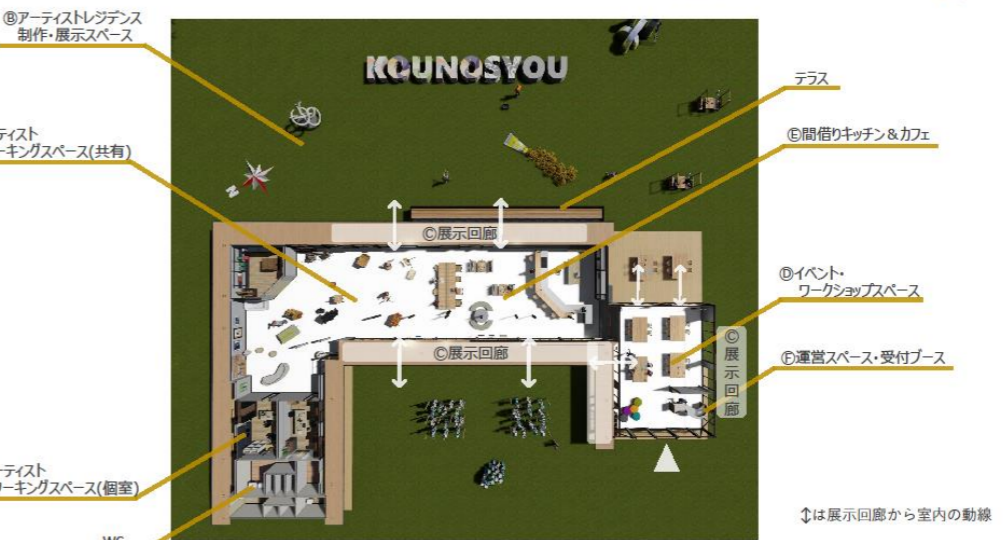 Ⓑアーティストレジデンス
制作・展示スペース
KOUNOSYOU
テラス
ティスト
ーキングスペース(共有)
Ⓔ間借りキッチン＆カフェ
N
Ⓒ展示回廊
Ⓓイベント・
ワークショップスペース
Ⓒ展示回廊
Ⓒ展示回廊
Ⓕ運営スペース・受付ブース
ーティスト
ーキングスペース(個室)
↕は展示回廊から室内の動線